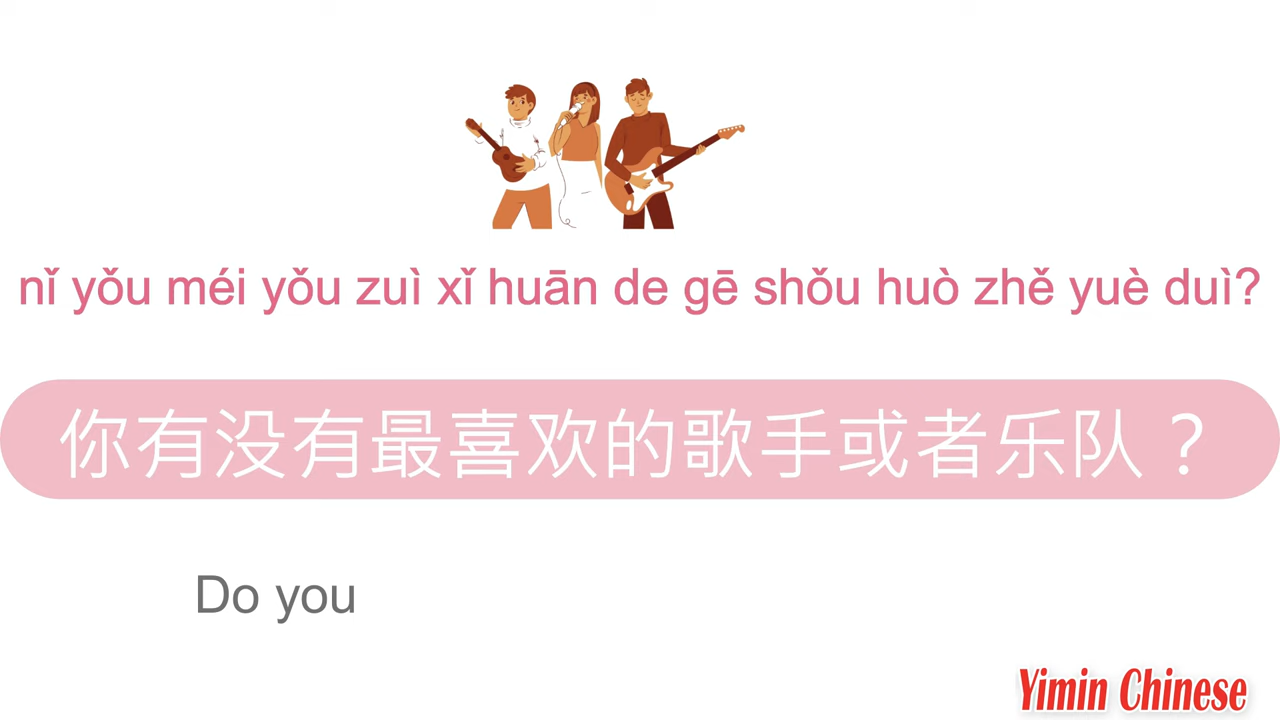 nǐ yǒu méi yǒu zuì xǐ huān de gē shǒu huò zhě yuè duì?
你有没有最喜欢的歌手或者乐队？
Do you
Yimin Chinese